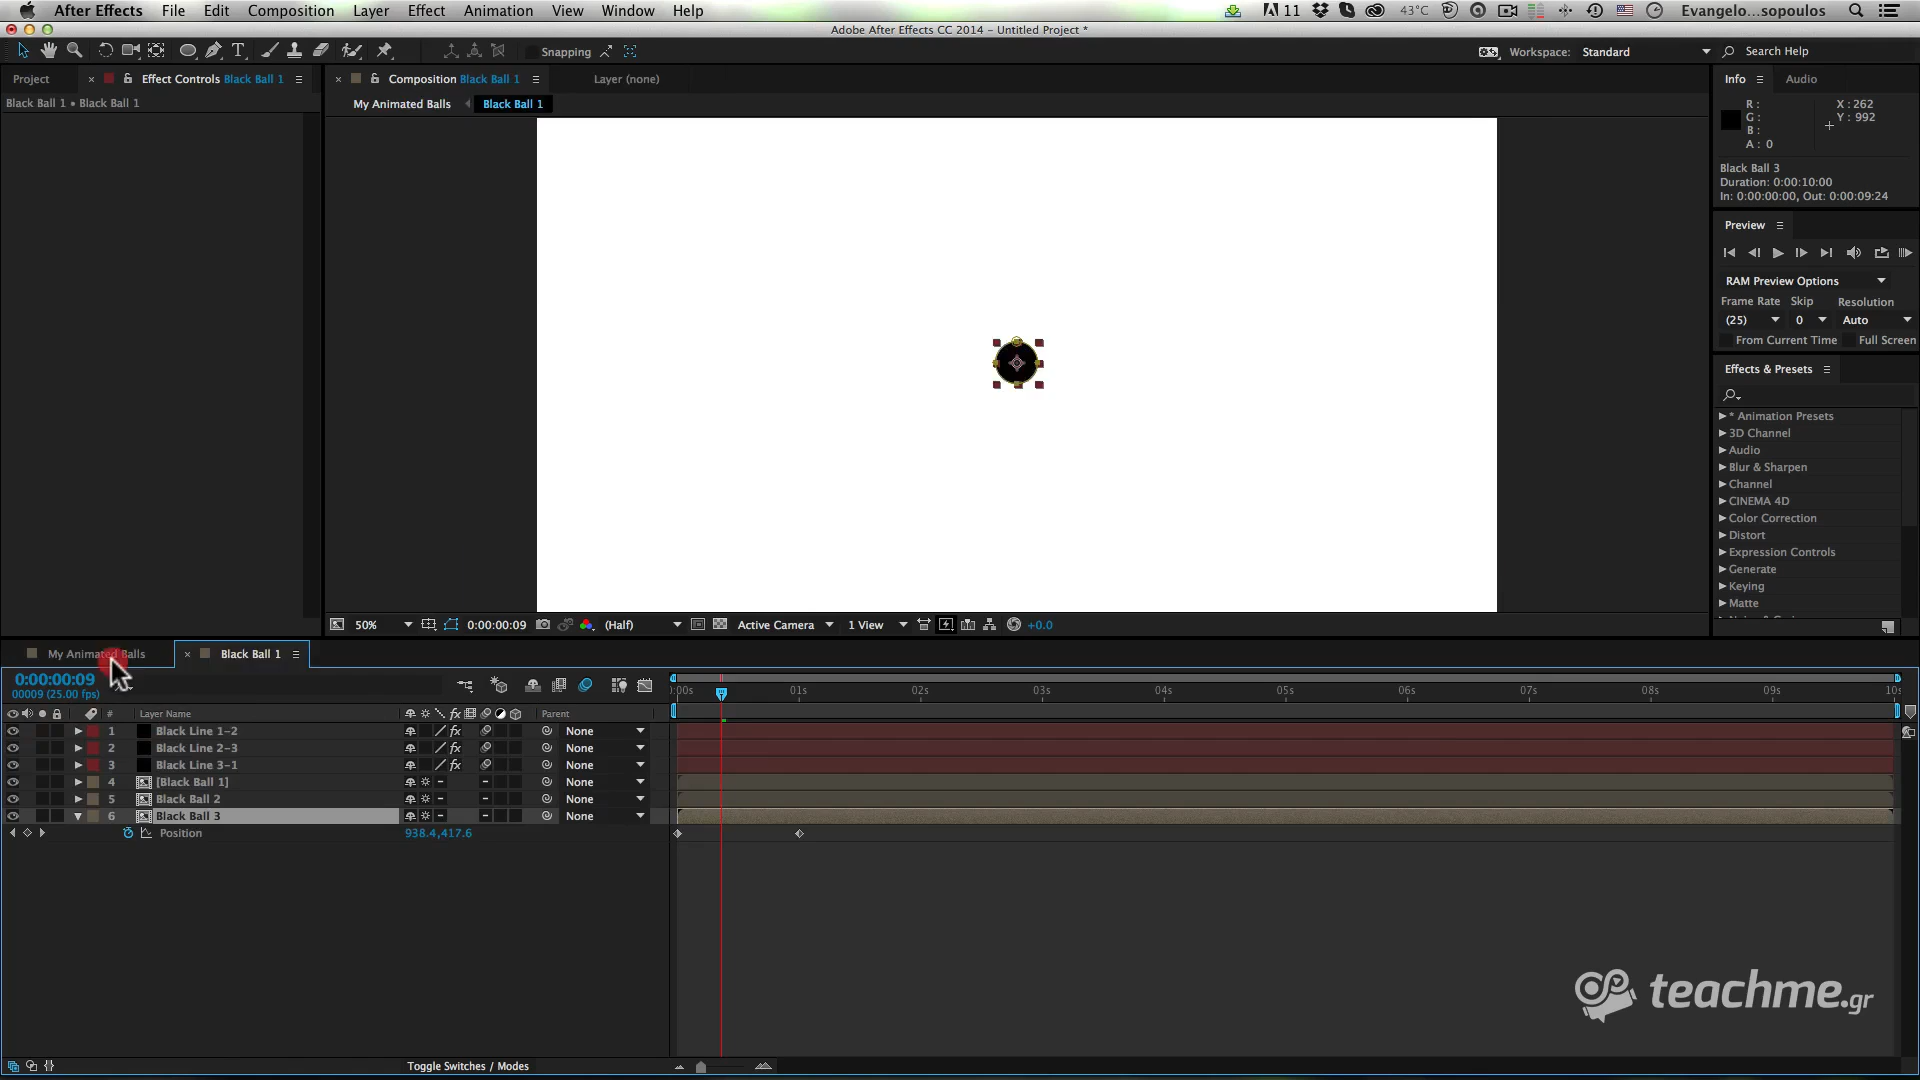 After Effects File Edit Composition Layer Effect Animation View Window Help 11 43°C Evangelo...sopoulos
Adobe After Effects CC 2014 - Untitled Project *
Snapping Workspace: Standard Search Help
Project Effect Controls Black Ball 1 Composition Black Ball 1 Layer (none) Info Audio
Black Ball 1 • Black Ball 1 My Animated Balls Black Ball 1
R : X : 262
G : Y : 992
B :
A : 0
Black Ball 3
Duration: 0:00:10:00
In: 0:00:00:00, Out: 0:00:09:24
Preview
RAM Preview Options
Frame Rate Skip Resolution
(25) 0 Auto
From Current Time Full Screen
Effects & Presets
* Animation Presets
3D Channel
Audio
Blur & Sharpen
Channel
CINEMA 4D
Color Correction
Distort
Expression Controls
Generate
Keying
Matte
50% 0:00:00:09 (Half) Active Camera 1 View +0.0
My Animated Balls Black Ball 1
0:00:00:09
00009 (25.00 fps)
:00s 01s 02s 03s 04s 05s 06s 07s 08s 09s 10s
# Layer Name fx Parent
1 Black Line 1-2 fx None
2 Black Line 2-3 fx None
3 Black Line 3-1 fx None
4 [Black Ball 1] None
5 Black Ball 2 None
6 Black Ball 3 None
Position 938.4,417.6
teachme.gr
Toggle Switches / Modes